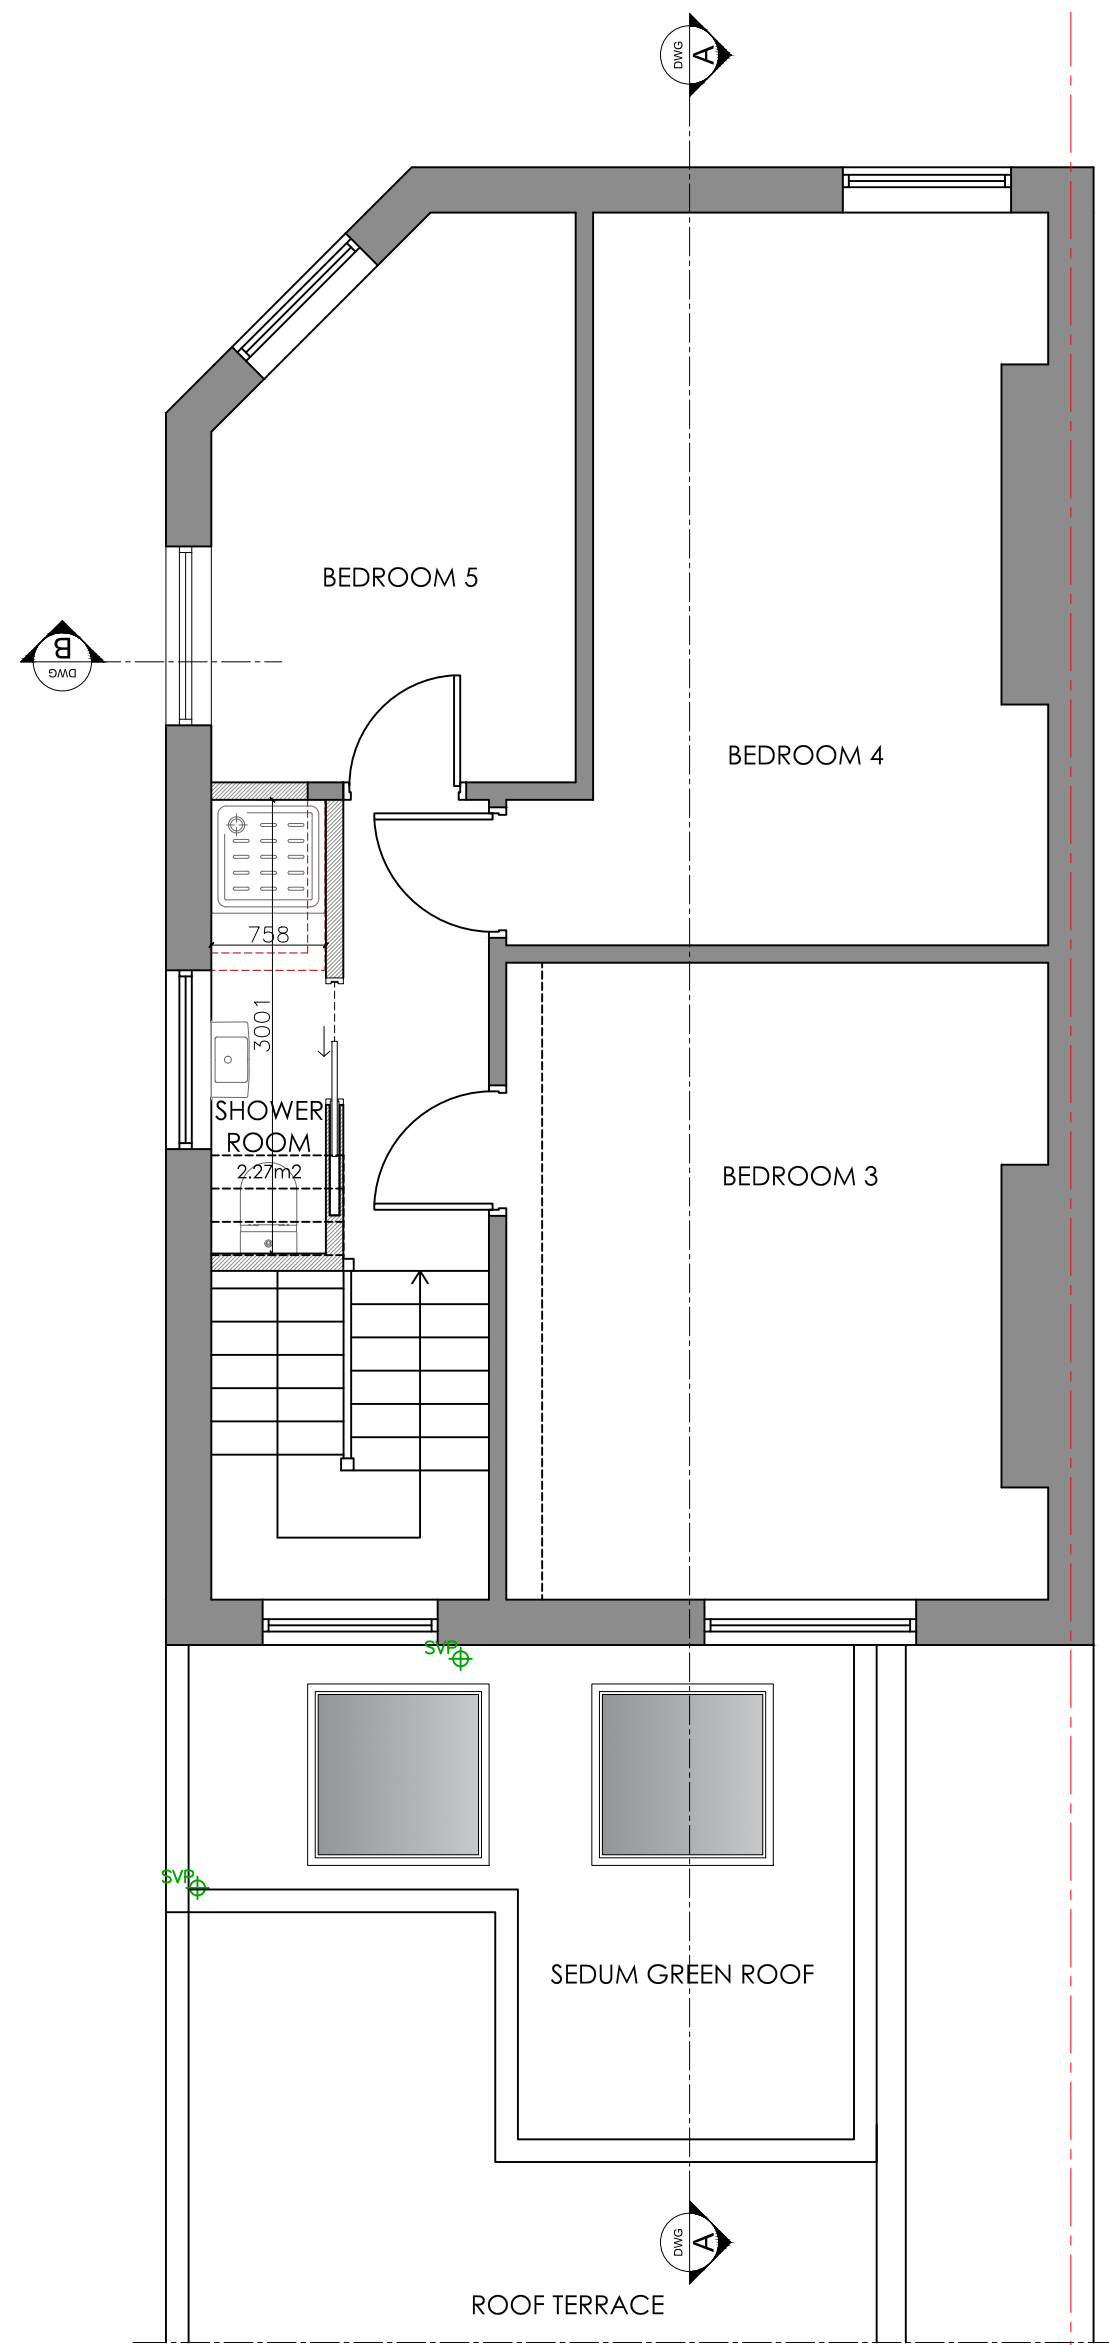 DWG
A
BEDROOM 5
B
DWG
BEDROOM 4
758
3001
SHOWER
ROOM
2.27m2
BEDROOM 3
SVP
SVP
SEDUM GREEN ROOF
DWG
A
ROOF TERRACE